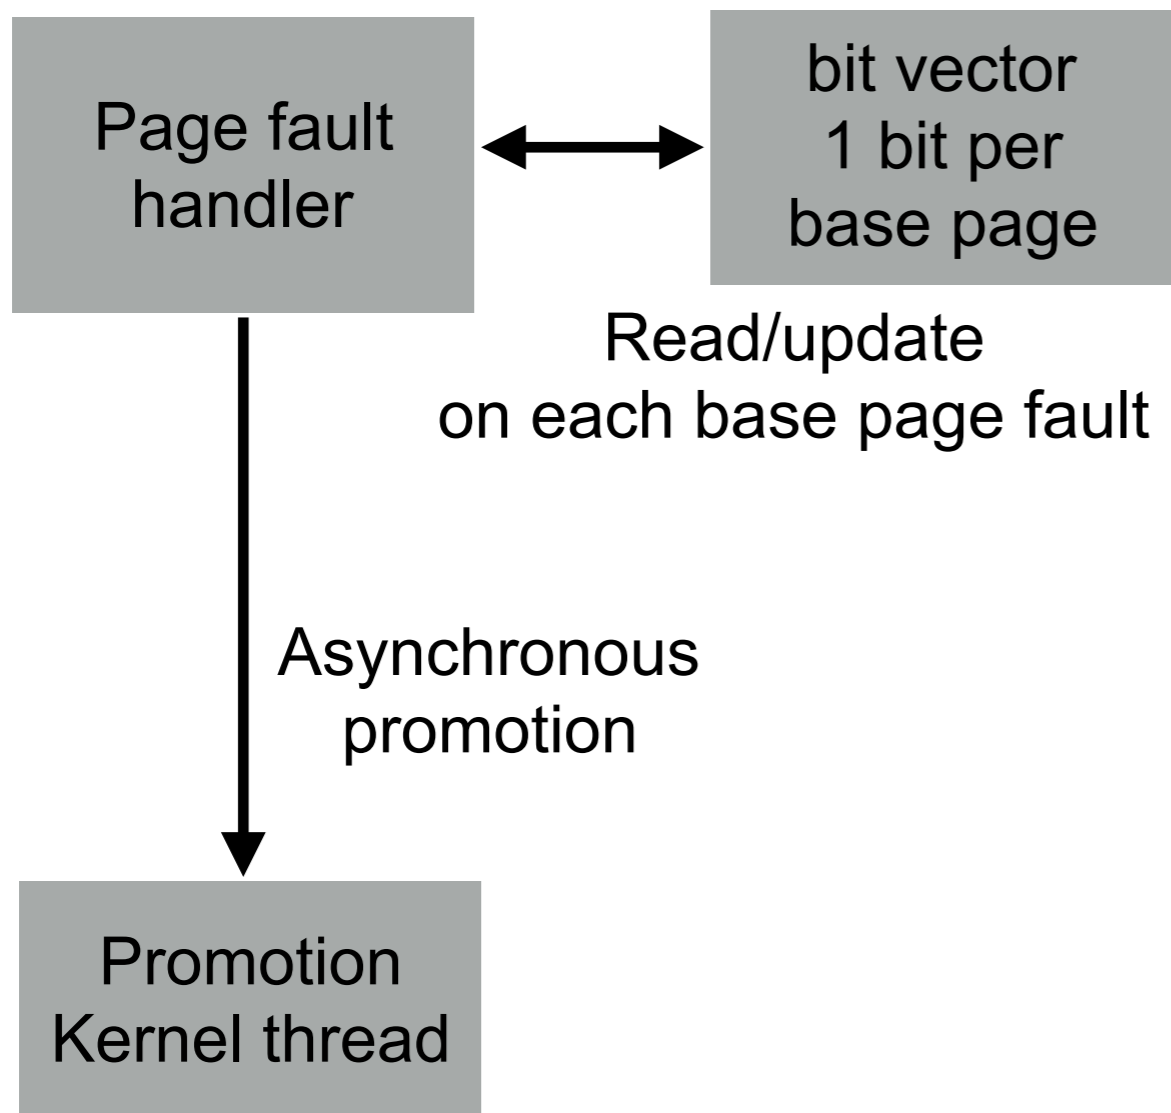 Page fault
handler
bit vector
1 bit per
base page
Read/update
on each base page fault
Asynchronous
promotion
Promotion
Kernel thread